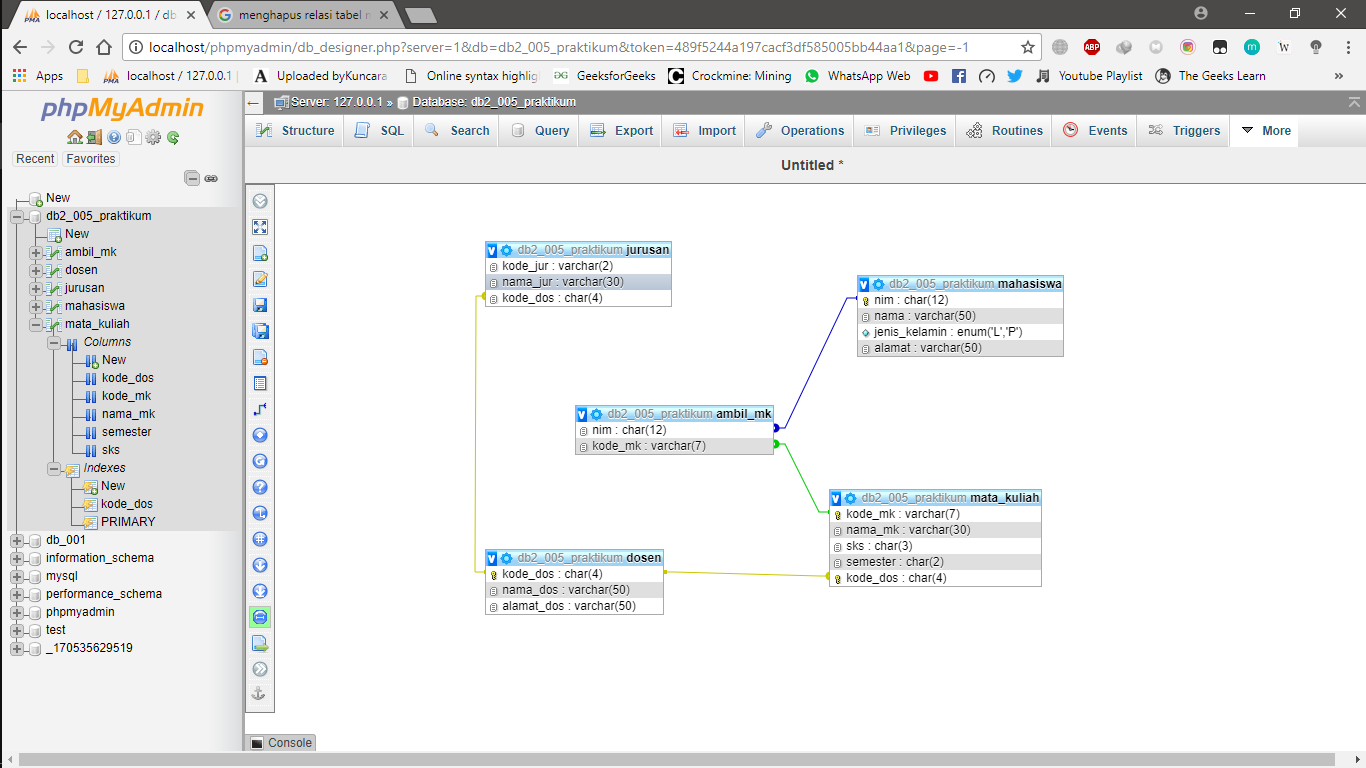 localhost / 127.0.0.1 / db
menghapus relasi tabel
localhost/phpmyadmin/db_designer.php?server=1&db=db2_005_praktikum&token=489f5244a197cacf3df585005bb44aa1&page=-1
Apps
localhost / 127.0.0.1
Uploaded byKuncara
Online syntax highlig
GeeksforGeeks
Crockmine: Mining
WhatsApp Web
Youtube Playlist
The Geeks Learn
phpMyAdmin
Recent Favorites
New
db2_005_praktikum
New
ambil_mk
dosen
jurusan
mahasiswa
mata_kuliah
Columns
New
kode_dos
kode_mk
nama_mk
semester
sks
Indexes
New
kode_dos
PRIMARY
db_001
information_schema
mysql
performance_schema
phpmyadmin
test
_170535629519
Server: 127.0.0.1 » Database: db2_005_praktikum
Structure SQL Search Query Export Import Operations Privileges Routines Events Triggers More
Untitled *
db2_005_praktikum jurusan
kode_jur : varchar(2)
nama_jur : varchar(30)
kode_dos : char(4)
db2_005_praktikum mahasiswa
nim : char(12)
nama : varchar(50)
jenis_kelamin : enum('L','P')
alamat : varchar(50)
db2_005_praktikum ambil_mk
nim : char(12)
kode_mk : varchar(7)
db2_005_praktikum mata_kuliah
kode_mk : varchar(7)
nama_mk : varchar(30)
sks : char(3)
semester : char(2)
kode_dos : char(4)
db2_005_praktikum dosen
kode_dos : char(4)
nama_dos : varchar(50)
alamat_dos : varchar(50)
Console